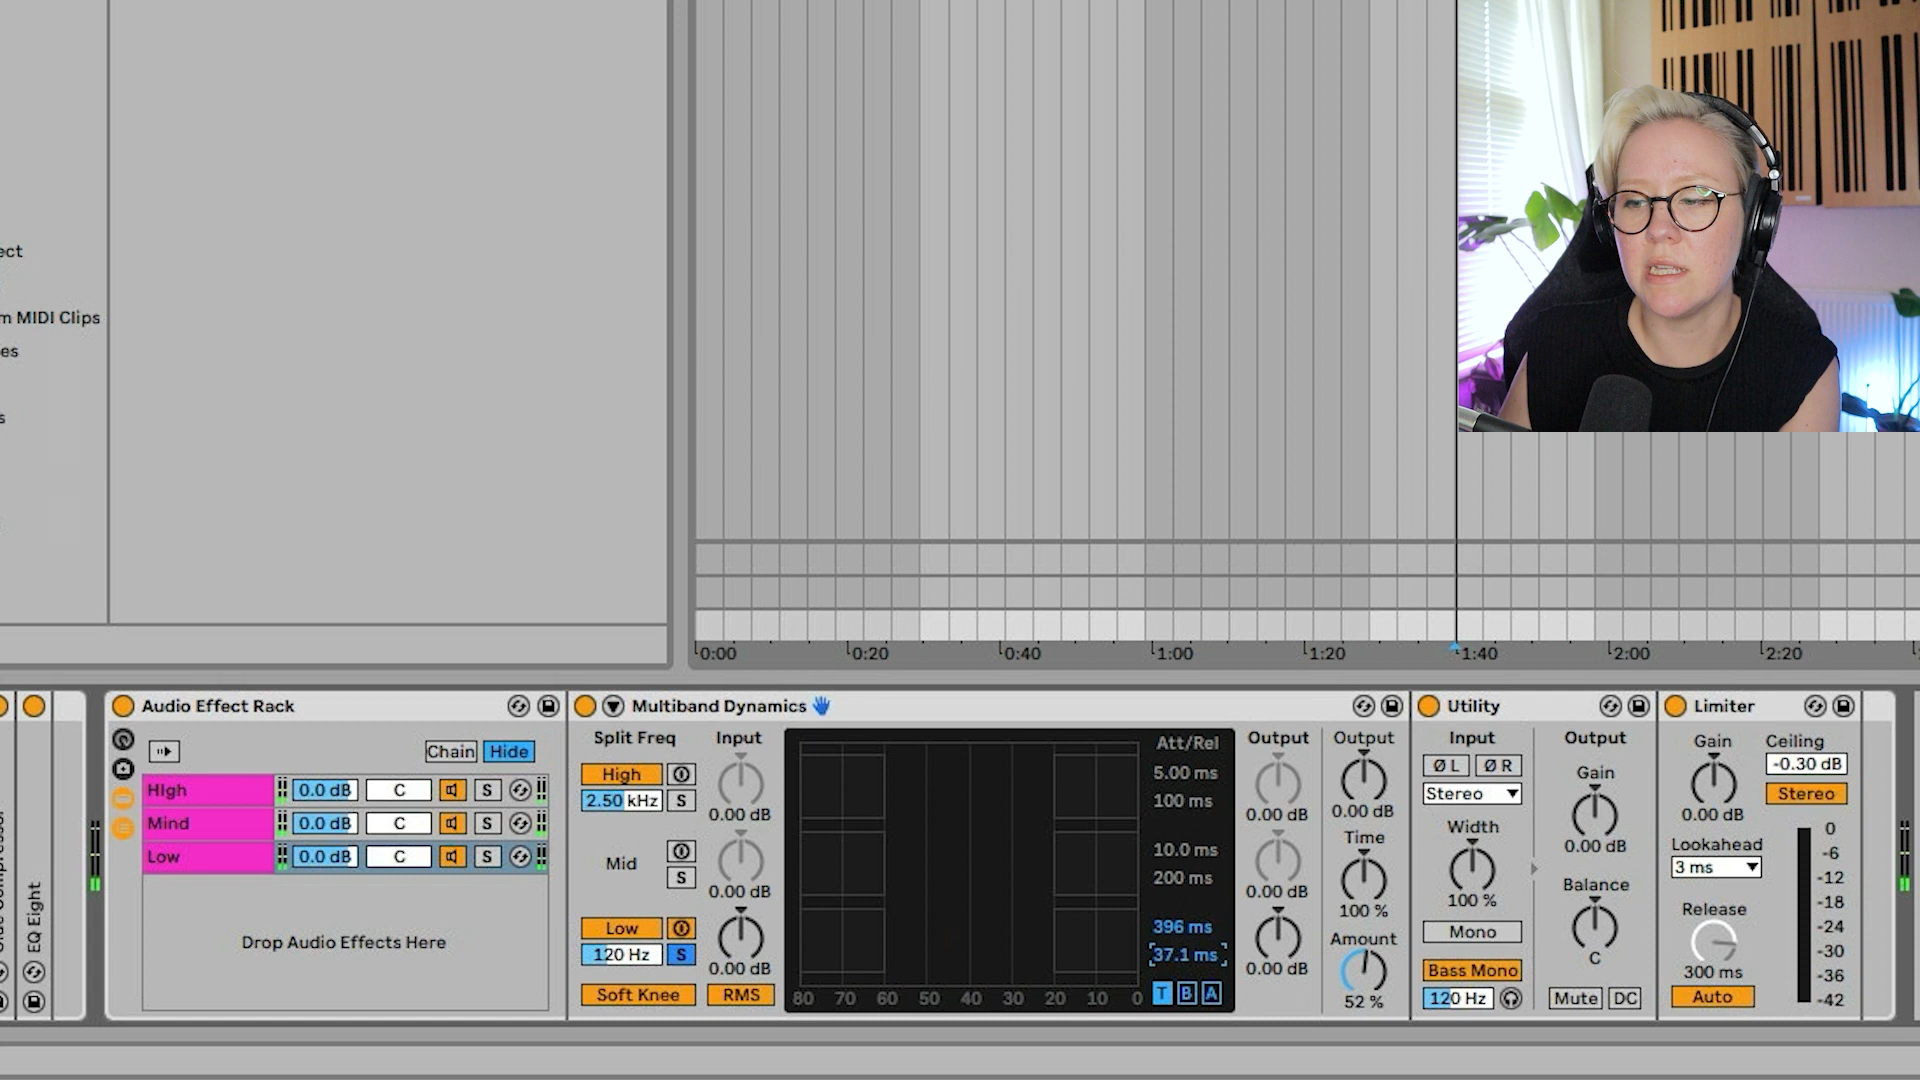 ect
m MIDI Clips
es
s
0:00 0:20 0:40 1:00 1:20 1:40 2:00 2:20
EQ Eight
Audio Effect Rack
Chain Hide
HIgh 0.0 dB C S
Mind 0.0 dB C S
Low 0.0 dB C S
Drop Audio Effects Here
Multiband Dynamics
Split Freq Input
High
2.50 kHz S
0.00 dB
Mid
S
0.00 dB
Low
120 Hz S
0.00 dB
Soft Knee RMS
80 70 60 50 40 30 20 10 0
Att/Rel
5.00 ms
100 ms
10.0 ms
200 ms
396 ms
37.1 ms
T B A
Output
0.00 dB
0.00 dB
0.00 dB
Output
0.00 dB
Time
100 %
Amount
52 %
Utility
Input
Ø L Ø R
Stereo
Width
100 %
Mono
Bass Mono
120 Hz
Output
Gain
0.00 dB
Balance
C
Mute DC
Limiter
Gain
0.00 dB
Lookahead
3 ms
Release
300 ms
Auto
Ceiling
-0.30 dB
Stereo
0
-6
-12
-18
-24
-30
-36
-42